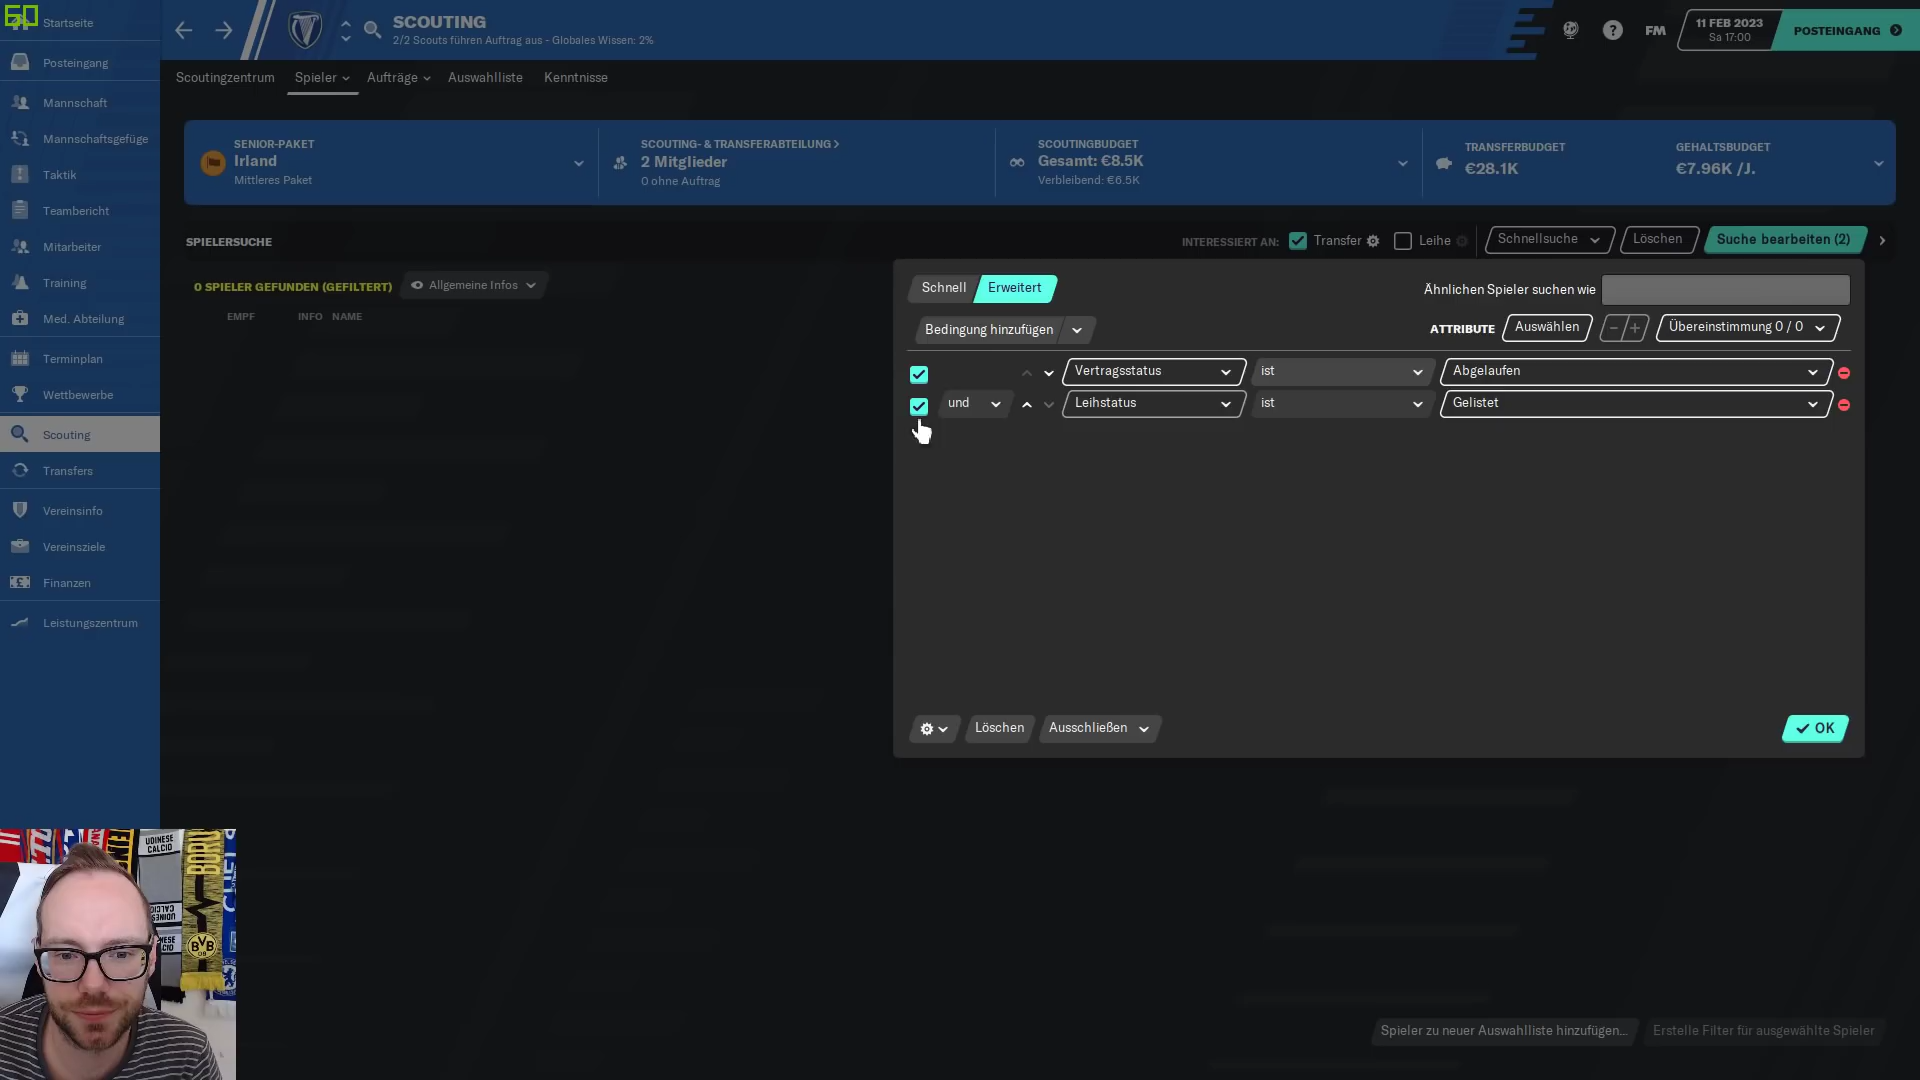 60
Startseite
Posteingang
Mannschaft
Mannschaftsgefüge
Taktik
Teambericht
Mitarbeiter
Training
Med. Abteilung
Terminplan
Wettbewerbe
Scouting
Transfers
Vereinsinfo
Vereinsziele
Finanzen
Leistungszentrum
SCOUTING
2/2 Scouts führen Auftrag aus - Globales Wissen: 2%
FM
11 FEB 2023
Sa 17:00
POSTEINGANG
Scoutingzentrum Spieler Aufträge Auswahlliste Kenntnisse
SENIOR-PAKET
Irland
Mittleres Paket
SCOUTING- & TRANSFERABTEILUNG >
2 Mitglieder
0 ohne Auftrag
SCOUTINGBUDGET
Gesamt: €8.5K
Verbleibend: €6.5K
TRANSFERBUDGET
€28.1K
GEHALTSBUDGET
€7.96K /J.
SPIELERSUCHE
INTERESSIERT AN: Transfer Leihe Schnellsuche Löschen Suche bearbeiten (2)
0 SPIELER GEFUNDEN (GEFILTERT) Allgemeine Infos
EMPF INFO NAME
Schnell Erweitert
Ähnlichen Spieler suchen wie
Bedingung hinzufügen
ATTRIBUTE Auswählen - / + Übereinstimmung 0 / 0
Vertragsstatus ist Abgelaufen
und Leihstatus ist Gelistet
Löschen Ausschließen OK
Spieler zu neuer Auswahlliste hinzufügen... Erstelle Filter für ausgewählte Spieler
UDINESE
CALCIO
BVB
09